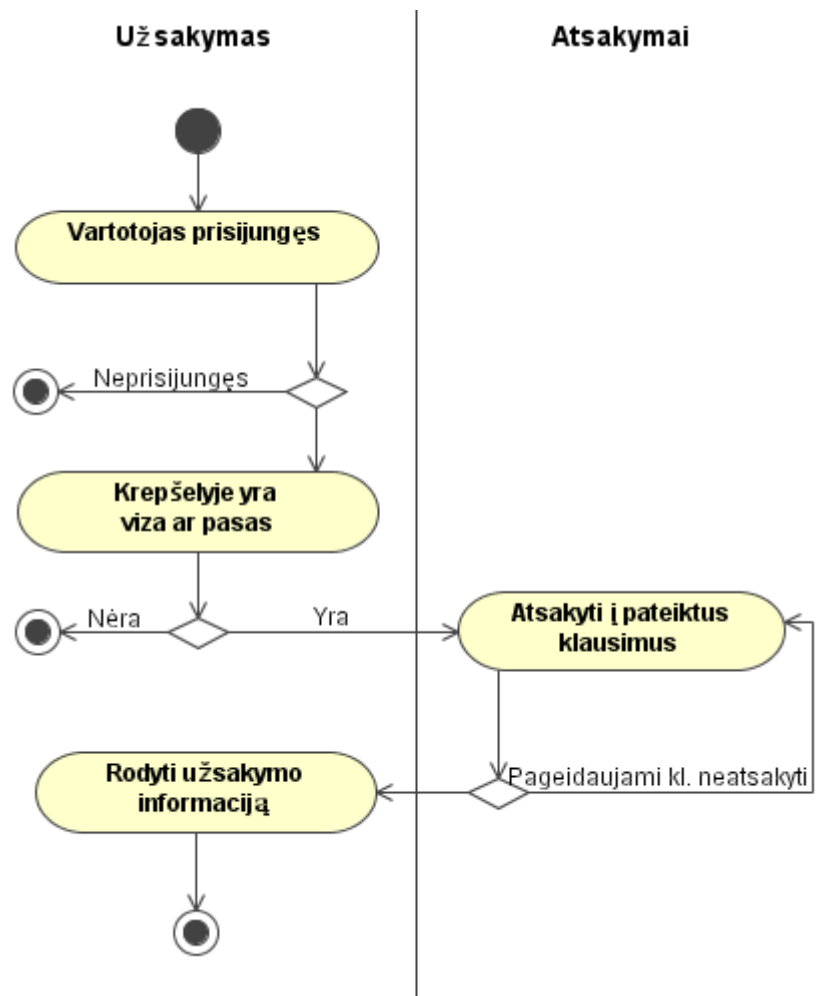 Užsakymas
Atsakymai
Vartotojas prisijungęs
Neprisijungęs
Krepšelyje yra
viza ar pasas
Nėra
Yra
Atsakyti į pateiktus
klausimus
Rodyti užsakymo
informaciją
Pageidaujami kl. neatsakyti